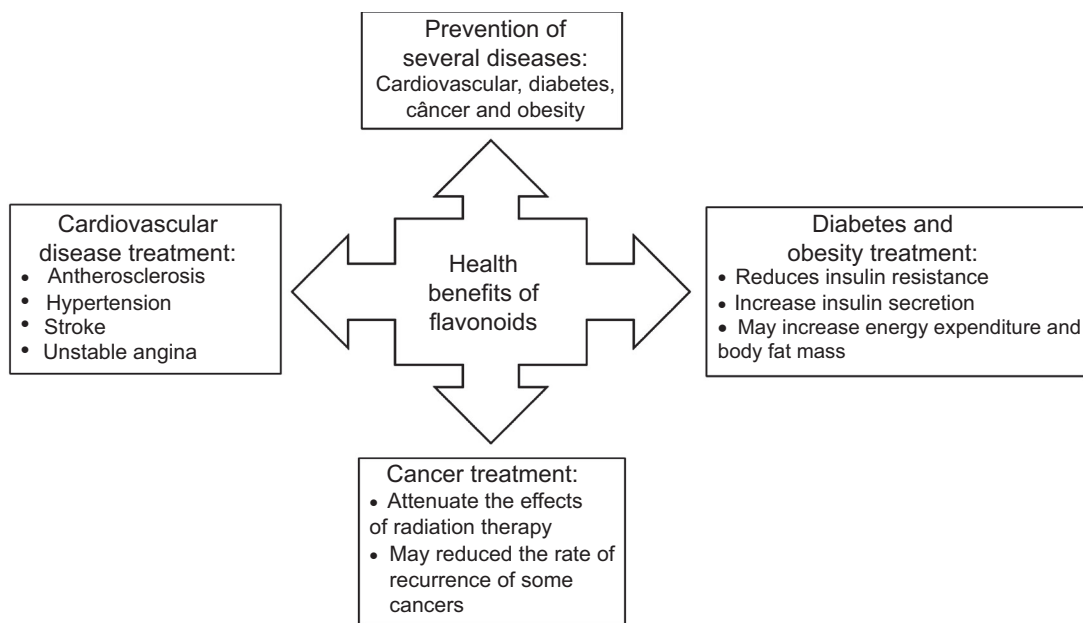 Prevention of
several diseases:
Cardiovascular, diabetes,
câncer and obesity
Cardiovascular
disease treatment:
• Antherosclerosis
• Hypertension
• Stroke
• Unstable angina
Health
benefits of
flavonoids
Diabetes and
obesity treatment:
• Reduces insulin resistance
• Increase insulin secretion
• May increase energy expenditure and
body fat mass
Cancer treatment:
• Attenuate the effects
of radiation therapy
• May reduced the rate of
recurrence of some
cancers